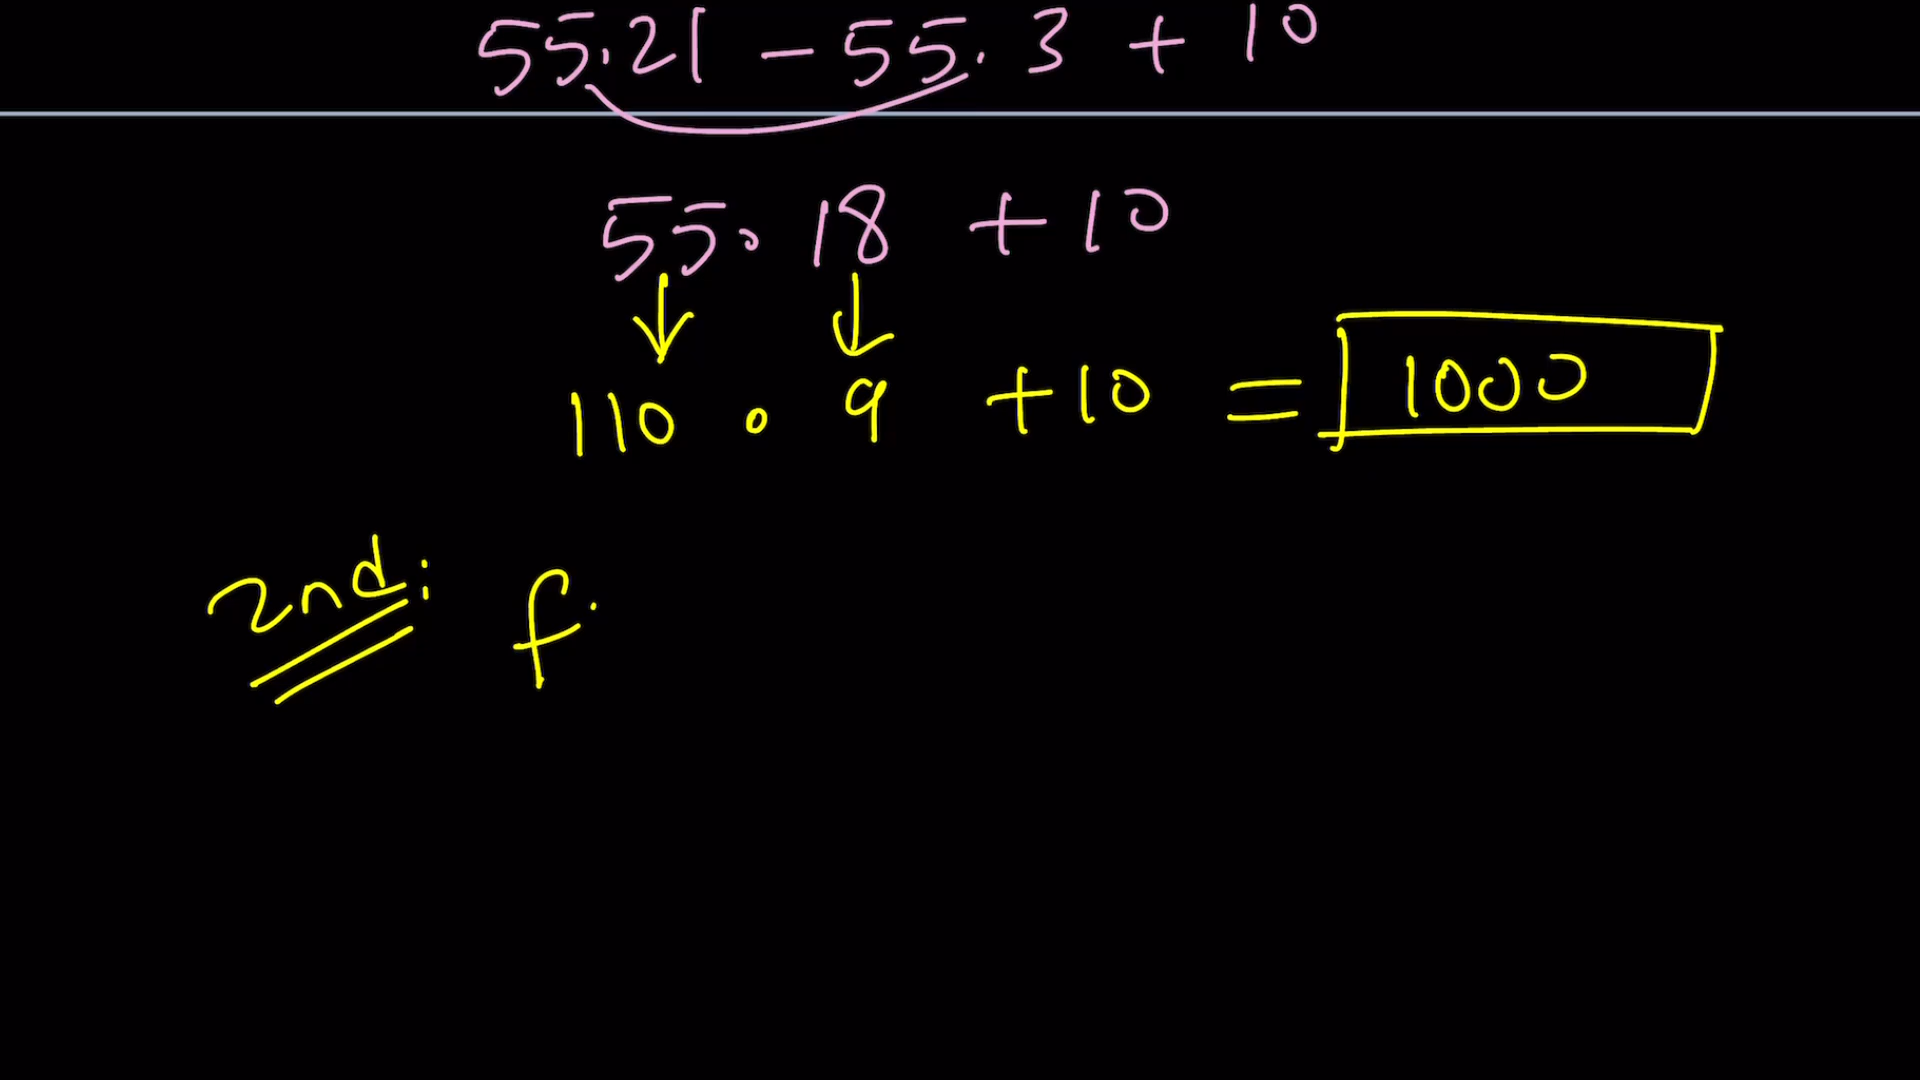 55.21 - 55.3 + 10
55.18 + 10
110.9 + 10 = 1000
2nd: f.